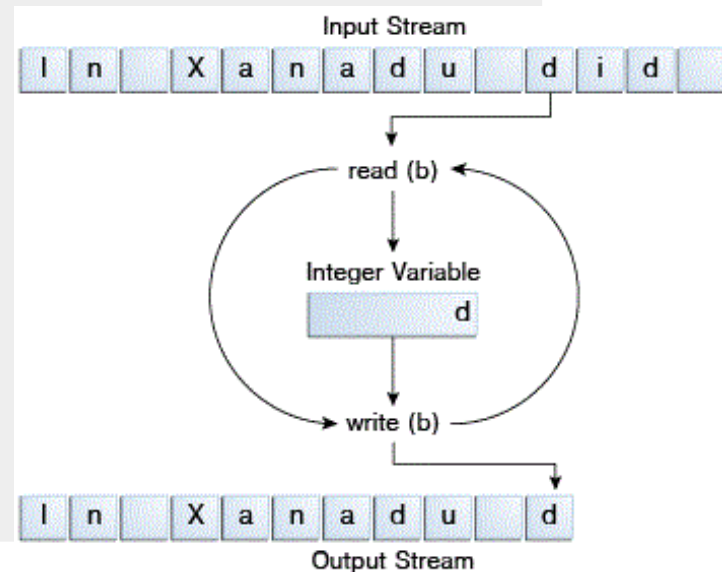 Input Stream
I n X a n a d u d i d
read (b)
Integer Variable
d
write (b)
I n X a n a d u d
Output Stream